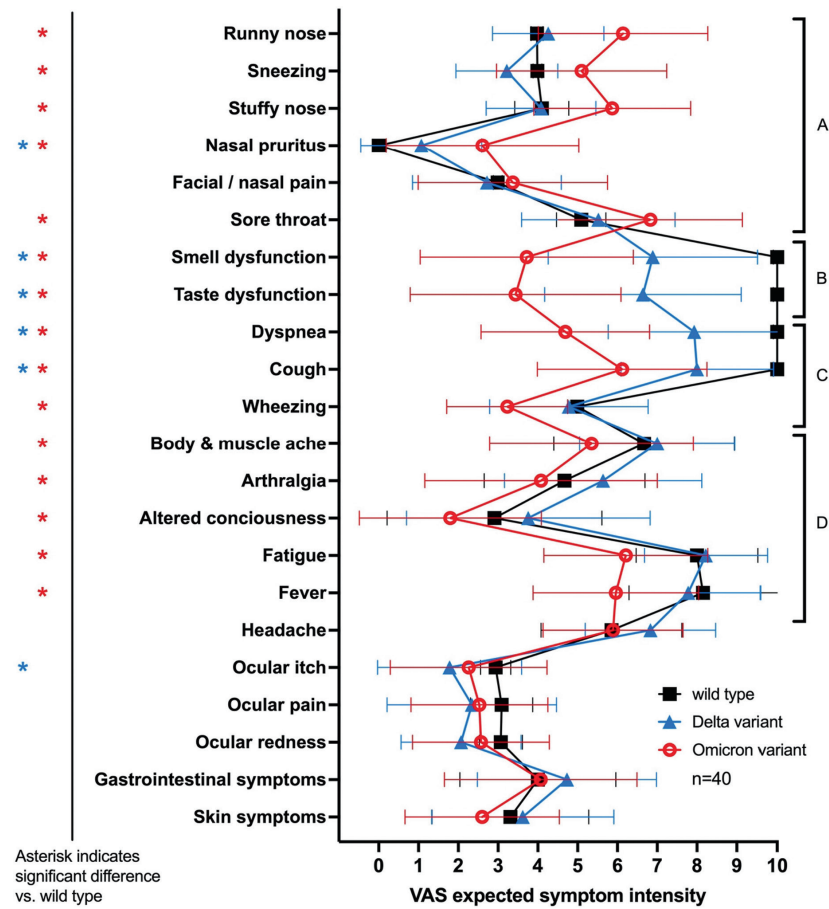 * Runny nose
* Sneezing
* Stuffy nose
A
* * Nasal pruritus
Facial / nasal pain
* Sore throat
* * Smell dysfunction
B
* * Taste dysfunction
* * Dyspnea
C
* * Cough
* Wheezing
* Body & muscle ache
* Arthralgia
D
* Altered conciousness
* Fatigue
* Fever
Headache
* Ocular itch
Ocular pain
Ocular redness
Gastrointestinal symptoms
Skin symptoms
wild type
Delta variant
Omicron variant
n=40
0 1 2 3 4 5 6 7 8 9 10
VAS expected symptom intensity
Asterisk indicates
significant difference
vs. wild type